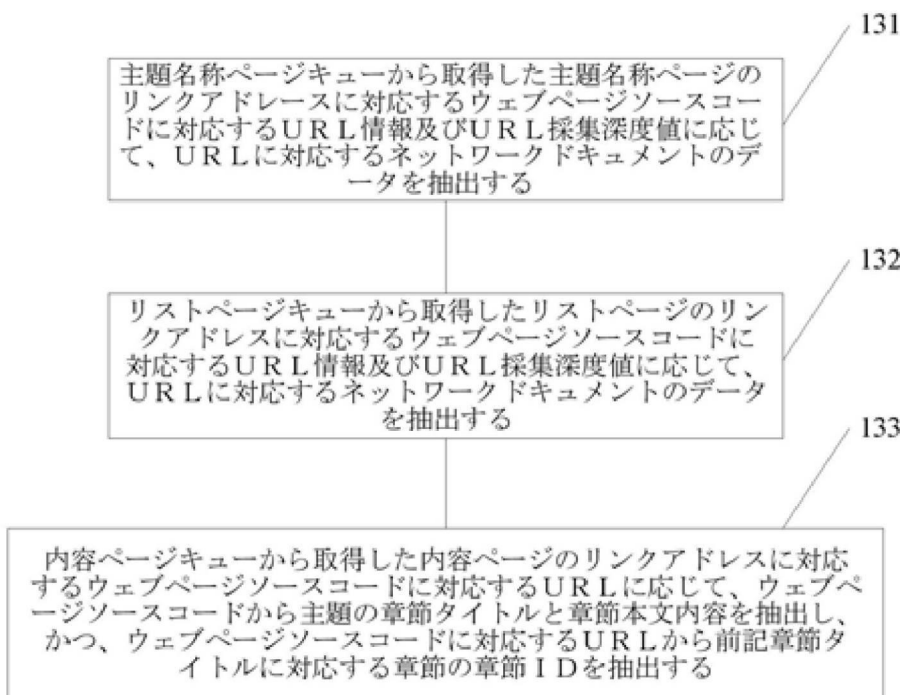 131
主題名称ページキューから取得した主題名称ページの
リンクアドレースに対応するウェブページソースコー
ドに対応するＵＲＬ情報及びＵＲＬ採集深度値に応じ
て、ＵＲＬに対応するネットワークドキュメントのデ
ータを抽出する
132
リストページキューから取得したリストページのリン
クアドレスに対応するウェブページソースコードに
対応するＵＲＬ情報及びＵＲＬ採集深度値に応じて、
ＵＲＬに対応するネットワークドキュメントのデータ
を抽出する
133
内容ページキューから取得した内容ページのリンクアドレスに対応
するウェブページソースコードに対応するＵＲＬに応じて、ウェブペ
ージソースコードから主題の章節タイトルと章節本文内容を抽出し、
かつ、ウェブページソースコードに対応するＵＲＬから前記章節タ
イトルに対応する章節の章節ＩＤを抽出する